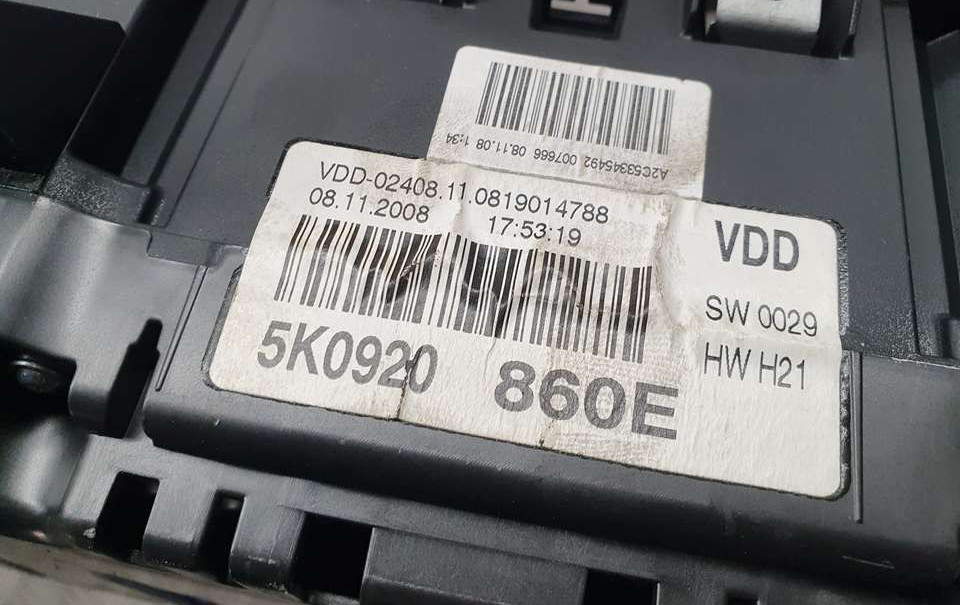 A2C53345492 007666 08.11.08 1:34
VDD-02408.11.0819014788
08.11.2008 17:53:19
5K0920 860E
VDD
SW 0029
HW H21